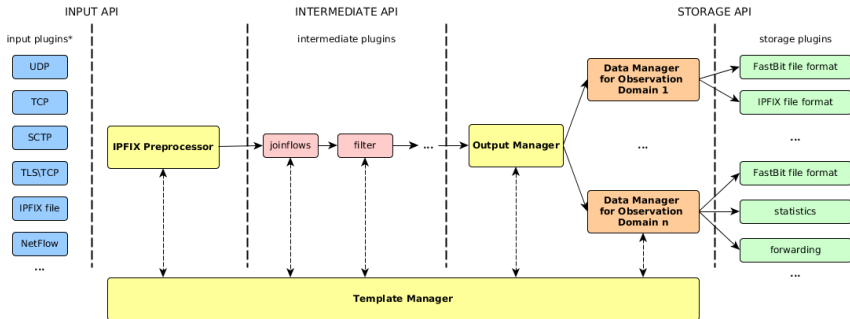 INPUT API
INTERMEDIATE API
STORAGE API
input plugins*
intermediate plugins
storage plugins
UDP
TCP
SCTP
TLS\TCP
IPFIX file
NetFlow
...
IPFIX Preprocessor
joinflows
filter
...
Output Manager
Data Manager
for Observation
Domain 1
...
Data Manager
for Observation
Domain n
FastBit file format
IPFIX file format
...
FastBit file format
statistics
forwarding
...
Template Manager